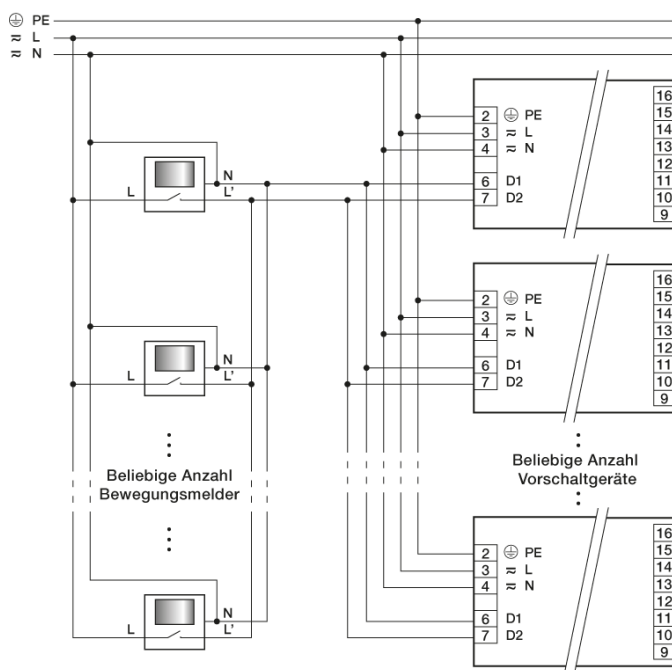 PE
≂ L
≂ N
2 PE
3 ≂ L
4 ≂ N
6 D1
7 D2
16
15
14
13
12
11
10
9
L
N
L'
2 PE
3 ≂ L
4 ≂ N
6 D1
7 D2
16
15
14
13
12
11
10
9
L
N
L'
Beliebige Anzahl
Bewegungsmelder
Beliebige Anzahl
Vorschaltgeräte
2 PE
3 ≂ L
4 ≂ N
6 D1
7 D2
16
15
14
13
12
11
10
9
L
N
L'